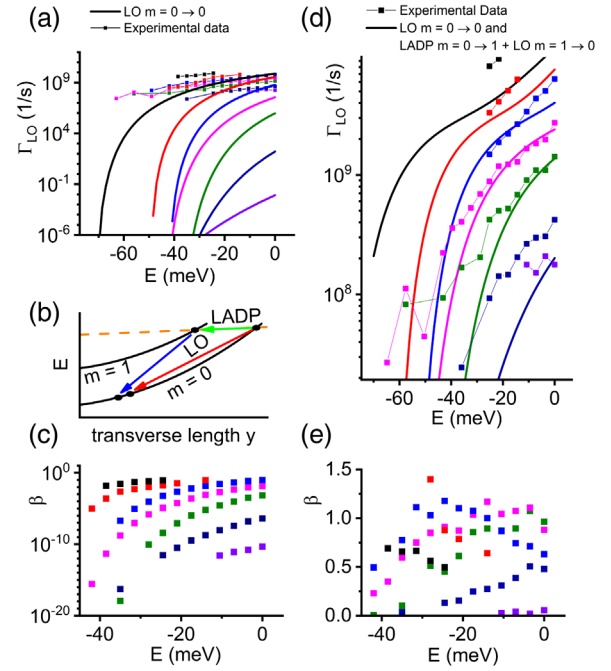 (a)
LO m = 0 → 0
Experimental data
Γ_LO (1/s)
10^9
10^4
10^-1
10^-6
-60 -40 -20 0
E (meV)
(b)
LADP
LO
m = 1
m = 0
E
transverse length y
(c)
β
10^0
10^-10
10^-20
-40 -20 0
E (meV)
(d)
Experimental Data
LO m = 0 → 0 and
LADP m = 0 → 1 + LO m = 1 → 0
Γ_LO (1/s)
10^9
10^8
-80 -60 -40 -20 0
E (meV)
(e)
β
1.5
1.0
0.5
0.0
-40 -20 0
E (meV)